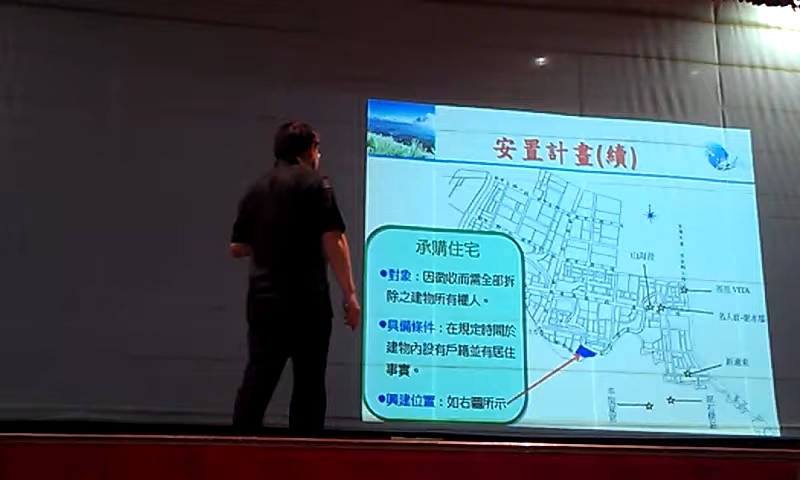 安置計畫(續)
承購住宅
●對象：因徵收而需全部拆
除之建物所有權人。
●具備條件：在規定時間於
建物內設有戶籍並有居住
事實。
●興建位置：如右圖所示